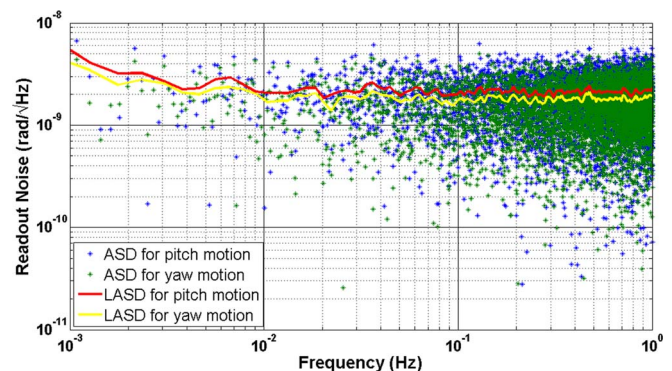 10⁻⁸
10⁻⁹
10⁻¹⁰
10⁻¹¹
Readout Noise (rad/√Hz)
ASD for pitch motion
ASD for yaw motion
LASD for pitch motion
LASD for yaw motion
10⁻³
10⁻²
10⁻¹
10⁰
Frequency (Hz)